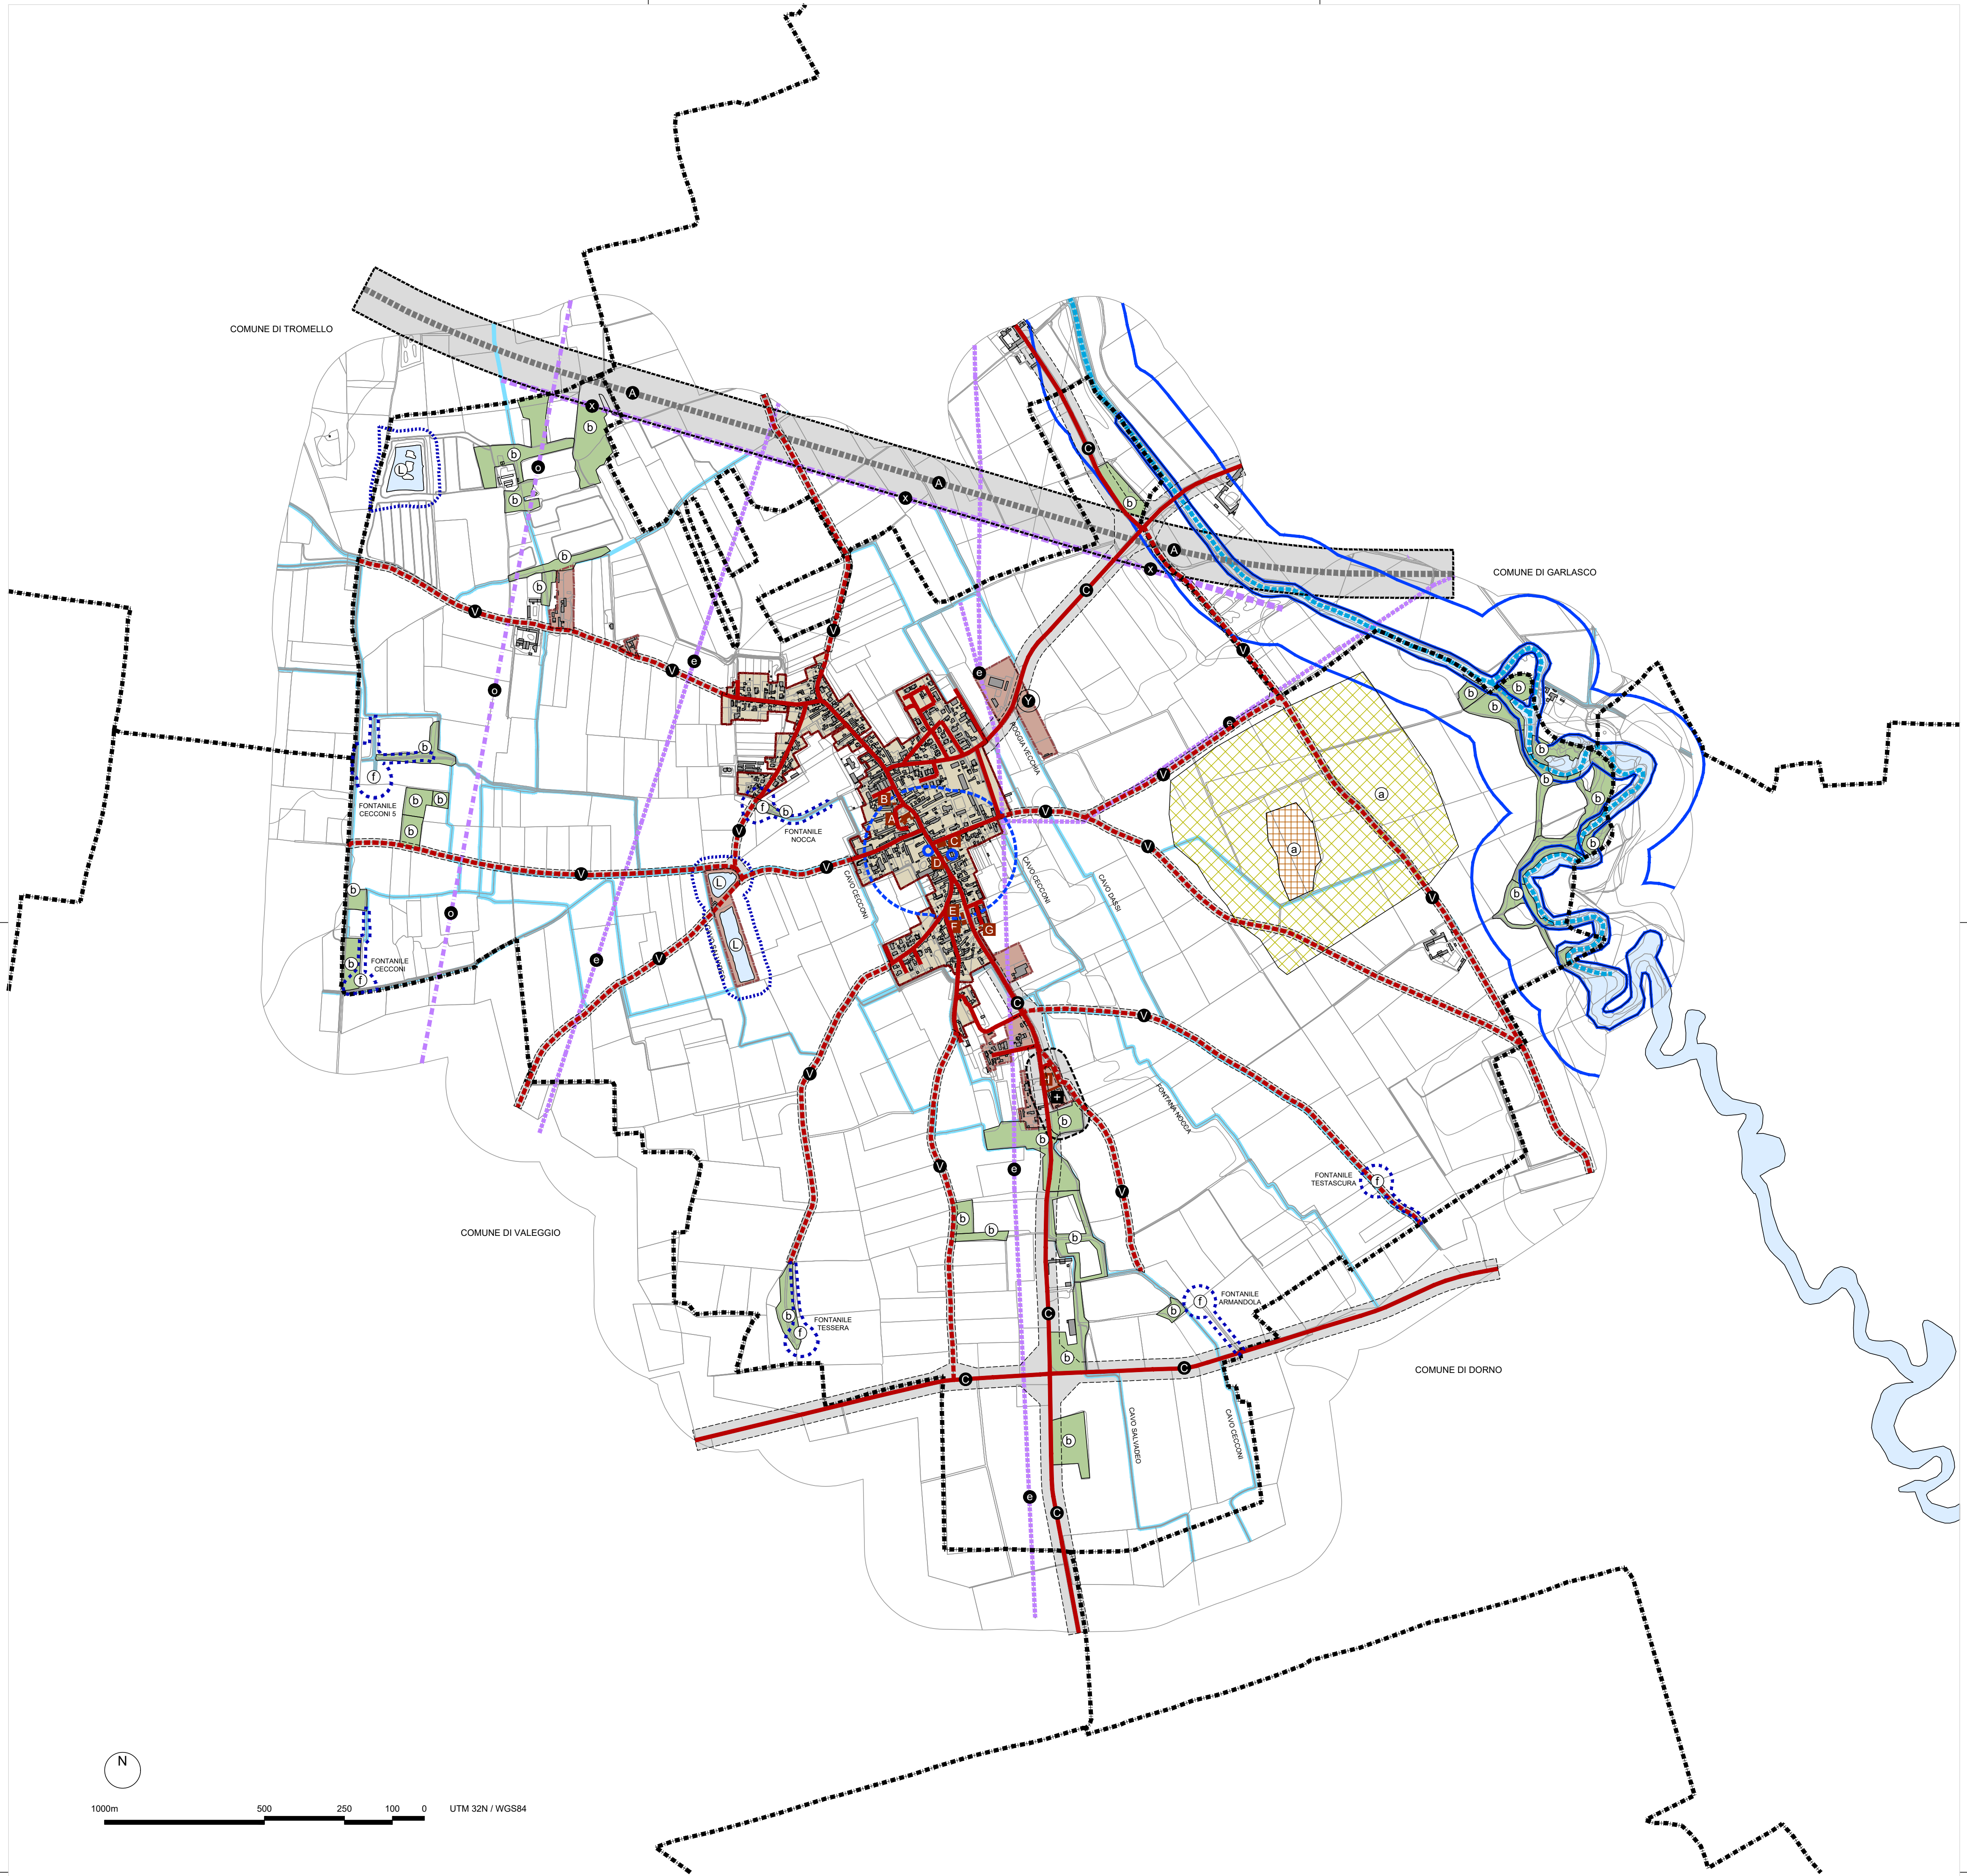 COMUNE DI TROMELLO
A
x
b
b
L
o
b
b
C
b
A
x
A
x
COMUNE DI GARLASCO
b
b
V
C
V
V
e
V
e
o
Y
b
b
b
e
ROGGIA VECCHIA
b
f
b
FONTANILE
CECCONI 5
b
b
b
V
a
b
b
B
A
f
b
FONTANILE
NOCCA
V
V
a
b
C
V
D
V
V
CAVO CECCONI
CAVO CECCONI
CAVO DASSI
L
b
V
b
o
E
F
G
L
V
e
b
f
FONTANILE
CECCONI
C
V
V
+
FONTANA NOCCA
b
b
V
e
V
FONTANILE
TESTASCURA
f
b
b
b
COMUNE DI VALEGGIO
FONTANILE
ARMANDOLA
f
b
C
b
f
FONTANILE
TESSERA
b
C
C
COMUNE DI DORNO
CAVO SALVADEO
CAVO CECCONI
b
e
C
N
1000m 500 250 100 0 UTM 32N / WGS84